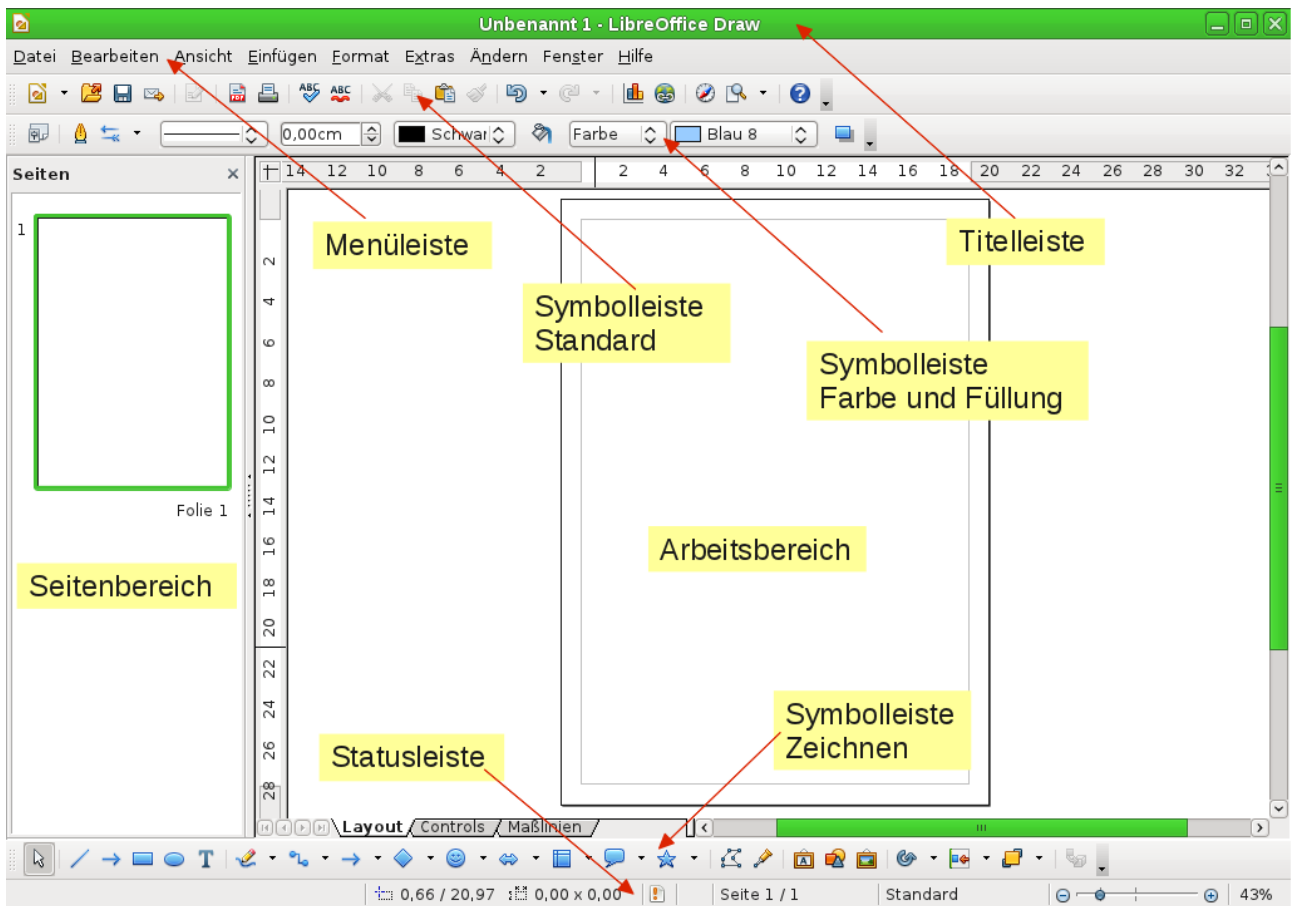 Unbenannt 1 - LibreOffice Draw
Datei Bearbeiten Ansicht Einfügen Format Extras Ändern Fenster Hilfe
ABC ABC
0,00cm Schwar Farbe Blau 8
Seiten
14 12 10 8 6 4 2 2 4 6 8 10 12 14 16 18 20 22 24 26 28 30 32
1
Menüleiste
Titelleiste
Symbolleiste
Standard
Symbolleiste
Farbe und Füllung
2
4
6
8
10
12
14
16
18
20
22
24
26
28
Folie 1
Arbeitsbereich
Seitenbereich
Symbolleiste
Zeichnen
Statusleiste
Layout Controls Maßlinien
T
0,66 / 20,97 0,00 x 0,00 Seite 1 / 1 Standard 43%